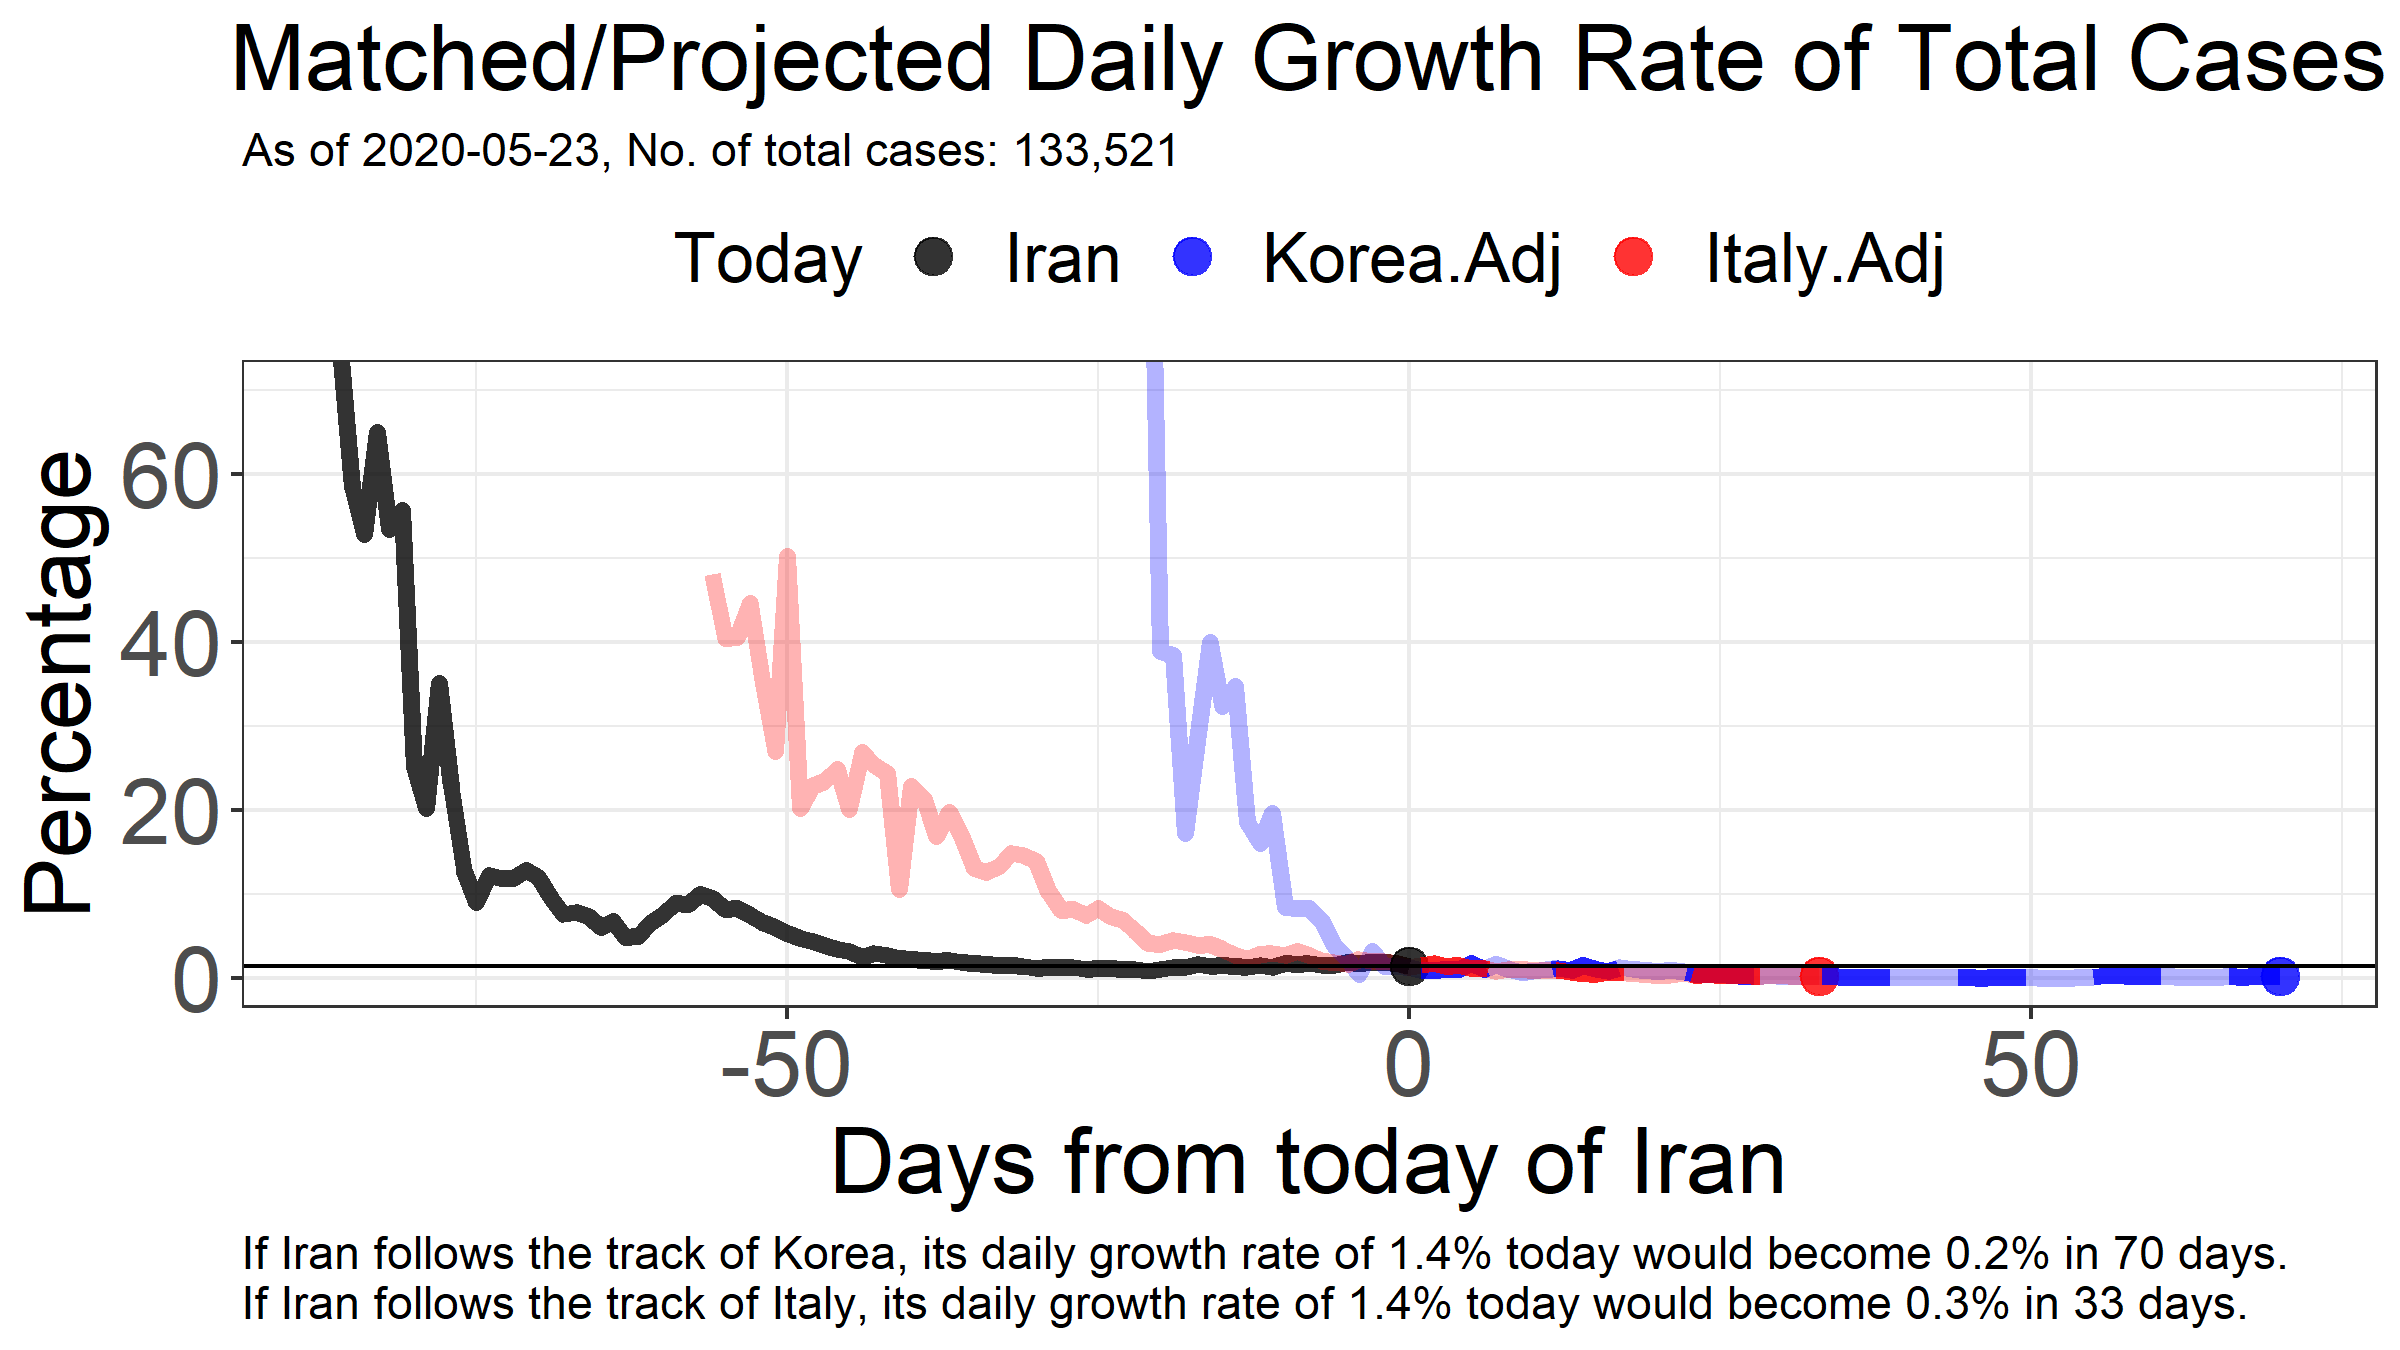 Matched/Projected Daily Growth Rate of Total Cases
As of 2020-05-23, No. of total cases: 133,521
Today Iran Korea.Adj Italy.Adj
Percentage
60
40
20
0
-50 0 50
Days from today of Iran
If Iran follows the track of Korea, its daily growth rate of 1.4% today would become 0.2% in 70 days.
If Iran follows the track of Italy, its daily growth rate of 1.4% today would become 0.3% in 33 days.